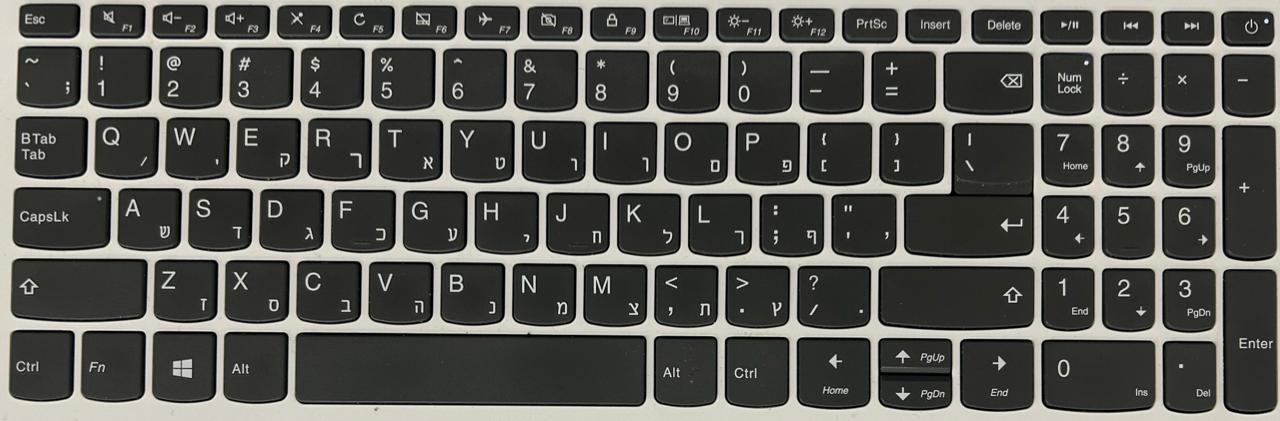 Esc F1 F2 F3 F4 F5 F6 F7 F8 F9 F10 F11 F12 PrtSc Insert Delete
~ ! @ # $ % ^ & * ( ) — + Num Lock ÷ × −
` ; 1 2 3 4 5 6 7 8 9 0 - =
BTab Q W E R T Y U I O P { } | 7 8 9 +
Tab / ' ק ר א ט ו ן ם פ [ ] \ Home PgUp
CapsLk A S D F G H J K L : " 4 5 6
ש ד ג כ ע י ח ל ך ; ף ' ,
Z X C V B N M < > ? 1 2 3
ז ס ב ה נ מ צ , ת . ץ / . End PgDn
Ctrl Fn Alt Alt Ctrl PgUp 0 . Enter
Home PgDn End Ins Del